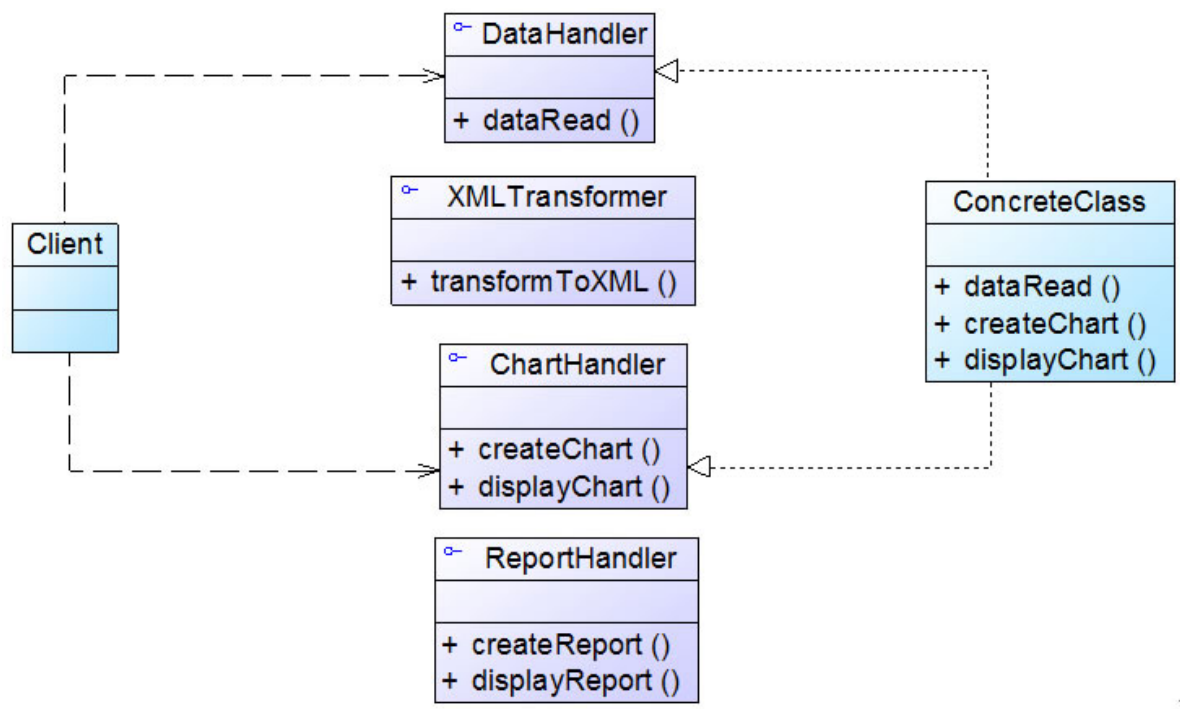 DataHandler
+ dataRead ()
XMLTransformer
+ transformToXML ()
Client
ConcreteClass
+ dataRead ()
+ createChart ()
+ displayChart ()
ChartHandler
+ createChart ()
+ displayChart ()
ReportHandler
+ createReport ()
+ displayReport ()